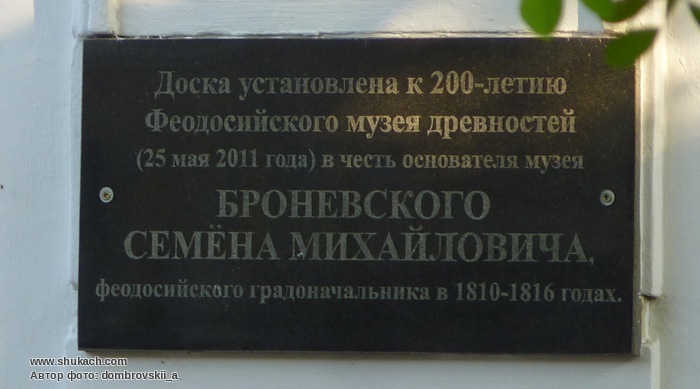 Доска установлена к 200-летию
Феодосийского музея древностей
(25 мая 2011 года) в честь основателя музея
БРОНЕВСКОГО
СЕМЁНА МИХАЙЛОВИЧА,
феодосийского градоначальника в 1810-1816 годах.
www.shukach.com
Автор фото: dombrovskii_a